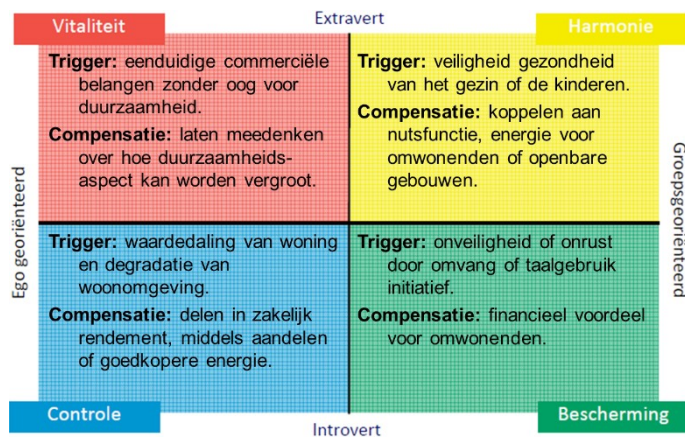 Extravert
Vitaliteit
Harmonie
Trigger: eenduidige commerciële
belangen zonder oog voor
duurzaamheid.
Compensatie: laten meedenken
over hoe duurzaamheids-
aspect kan worden vergroot.
Trigger: veiligheid gezondheid
van het gezin of de kinderen.
Compensatie: koppelen aan
nutsfunctie, energie voor
omwonenden of openbare
gebouwen.
Ego georiënteerd
Groepsgeoriënteerd
Trigger: waardedaling van woning
en degradatie van
woonomgeving.
Compensatie: delen in zakelijk
rendement, middels aandelen
of goedkopere energie.
Trigger: onveiligheid of onrust
door omvang of taalgebruik
initiatief.
Compensatie: financieel voordeel
voor omwonenden.
Controle
Bescherming
Introvert